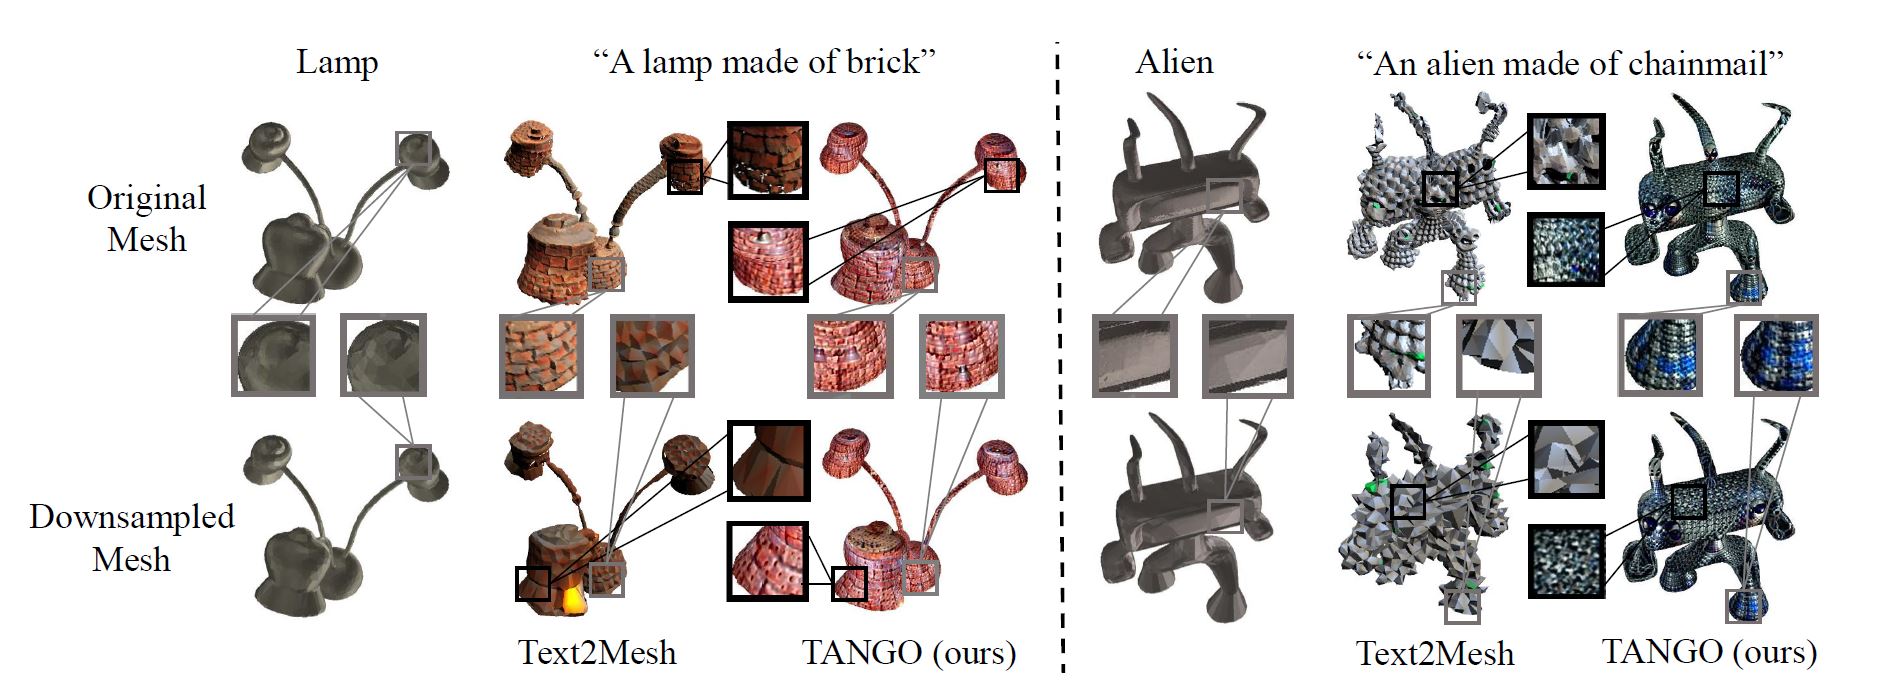 Lamp
“A lamp made of brick”
Alien
“An alien made of chainmail”
Original
Mesh
Downsampled
Mesh
Text2Mesh
TANGO (ours)
Text2Mesh
TANGO (ours)